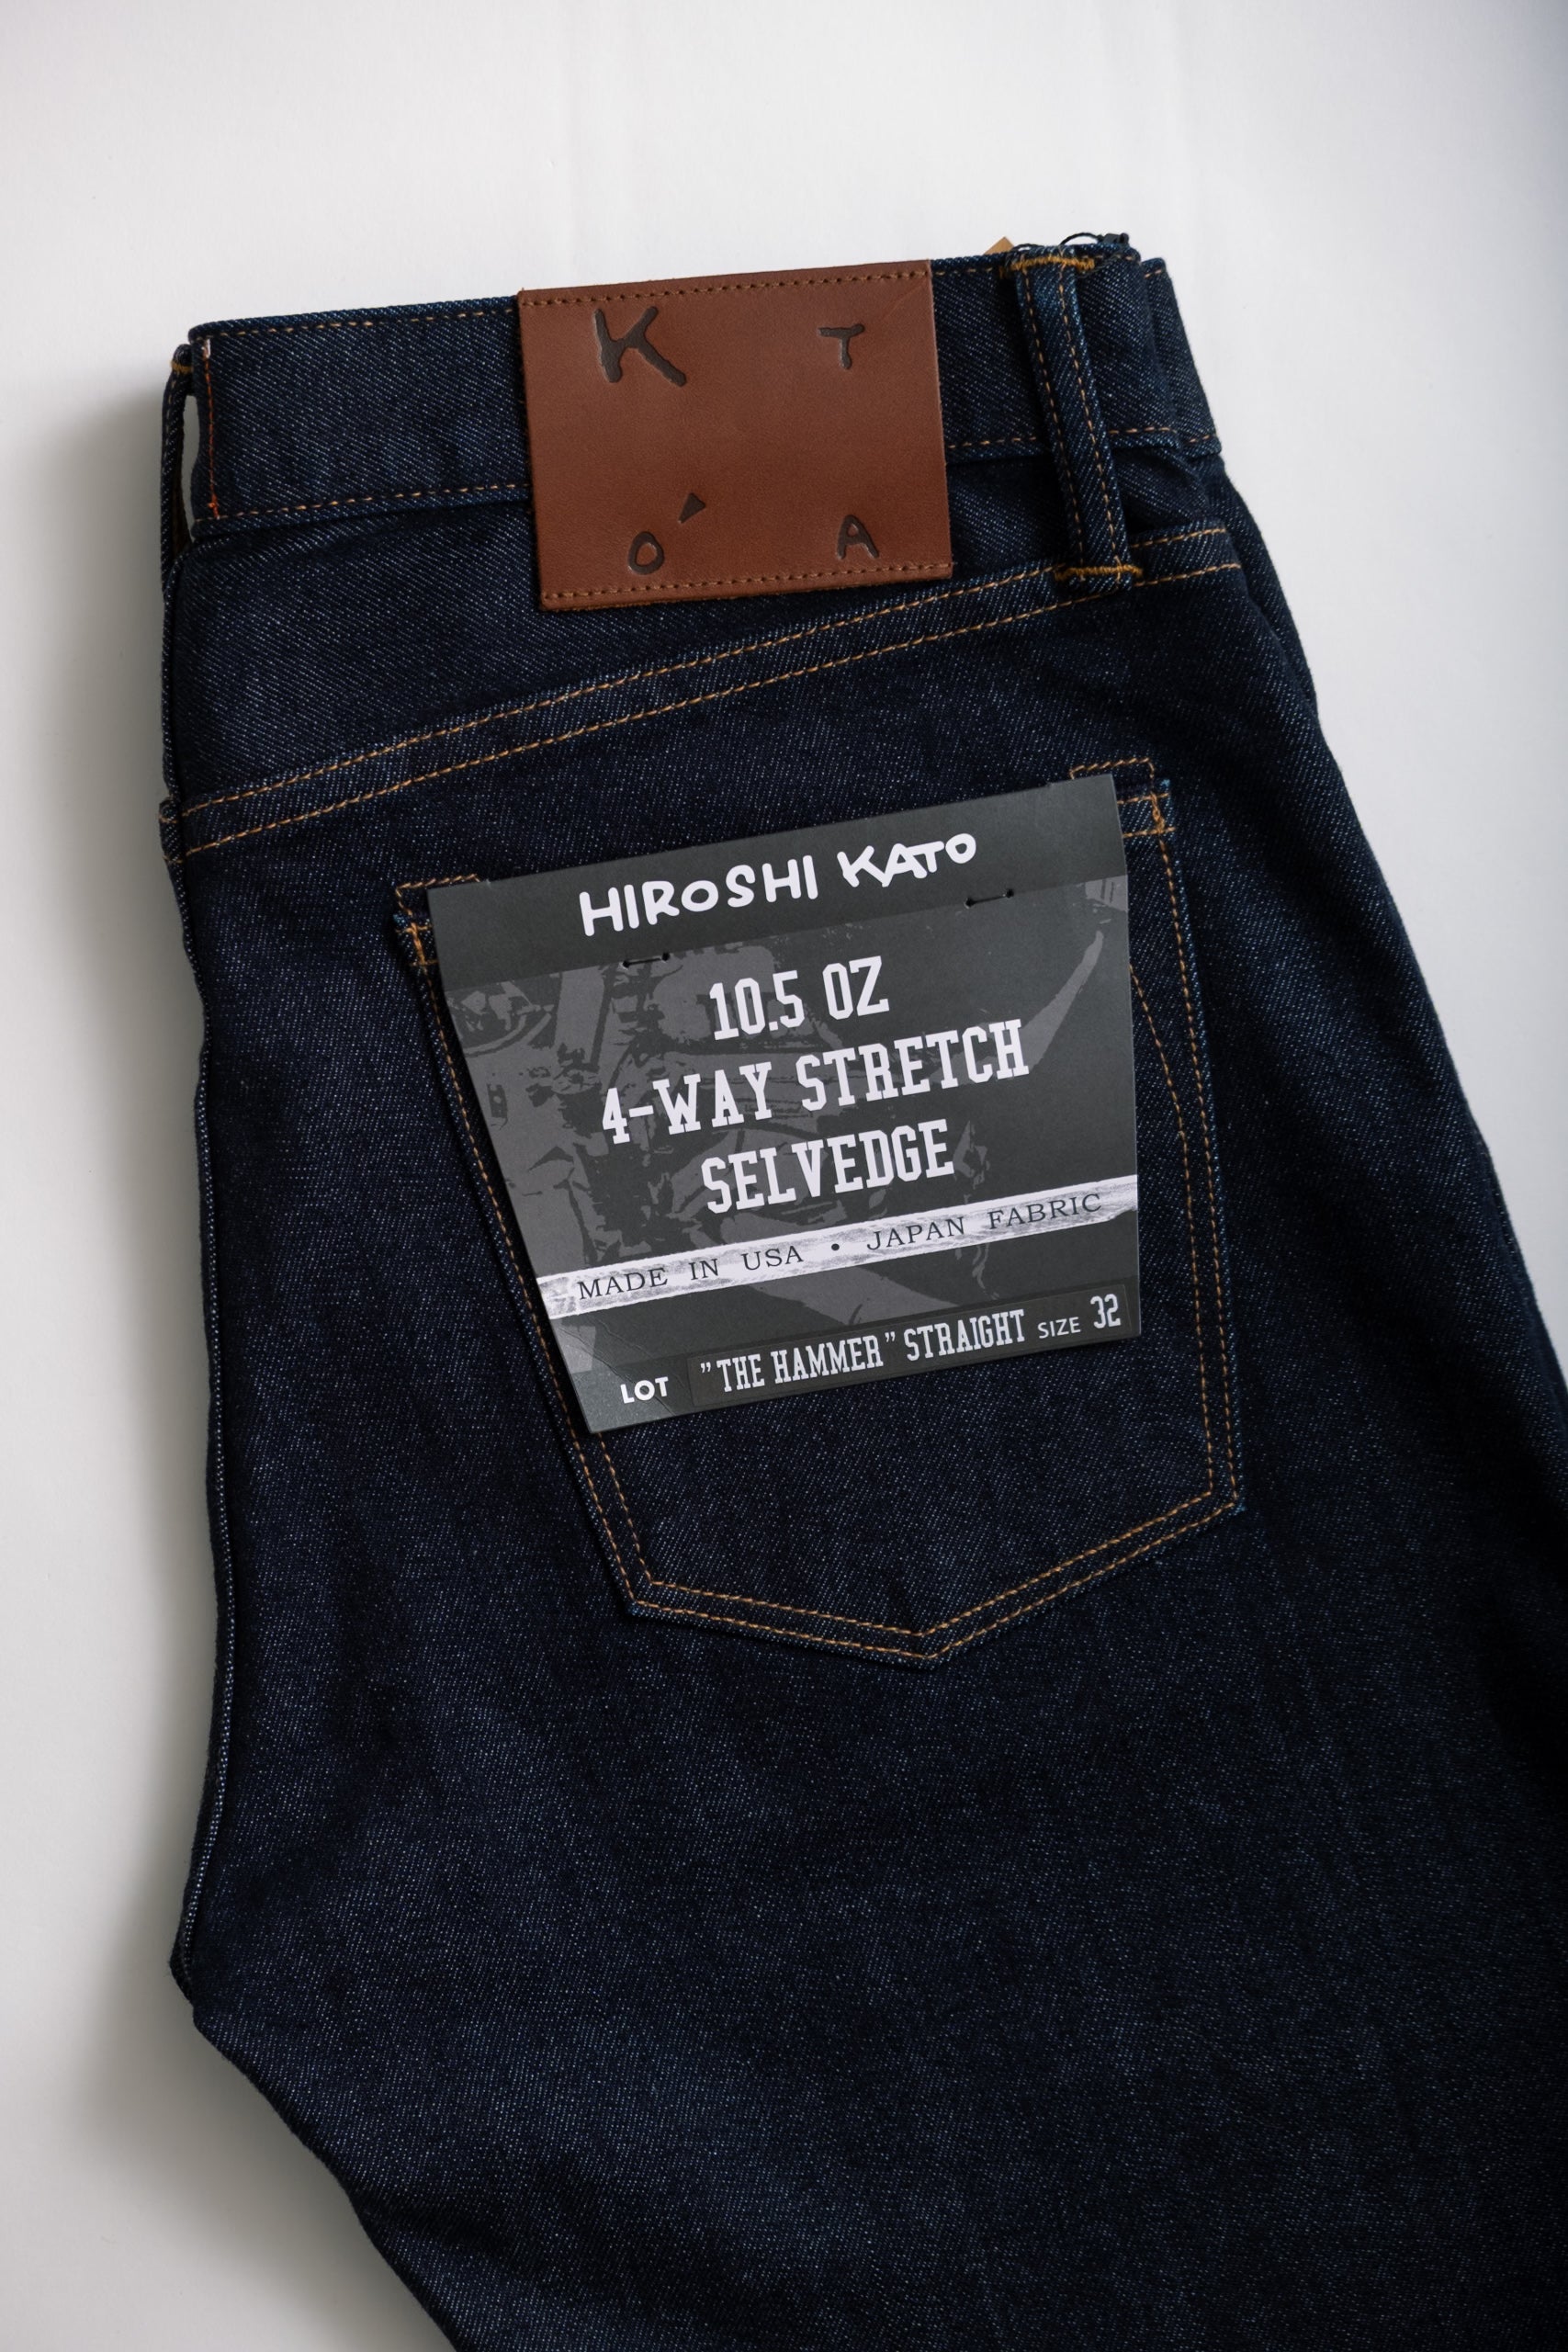 K T
O A
HIROSHI KATO
10.5 OZ
4-WAY STRETCH
SELVEDGE
MADE IN USA • JAPAN FABRIC
LOT "THE HAMMER" STRAIGHT SIZE 32